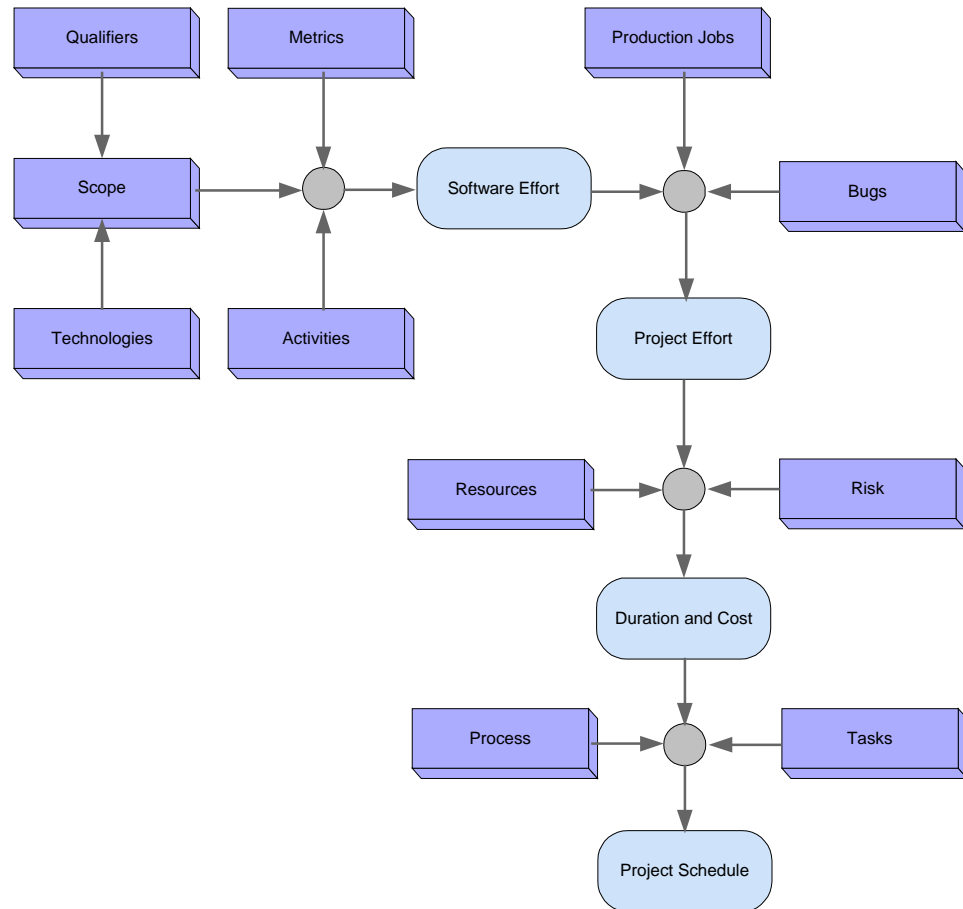 Qualifiers
Metrics
Production Jobs
Scope
Software Effort
Bugs
Technologies
Activities
Project Effort
Resources
Risk
Duration and Cost
Process
Tasks
Project Schedule